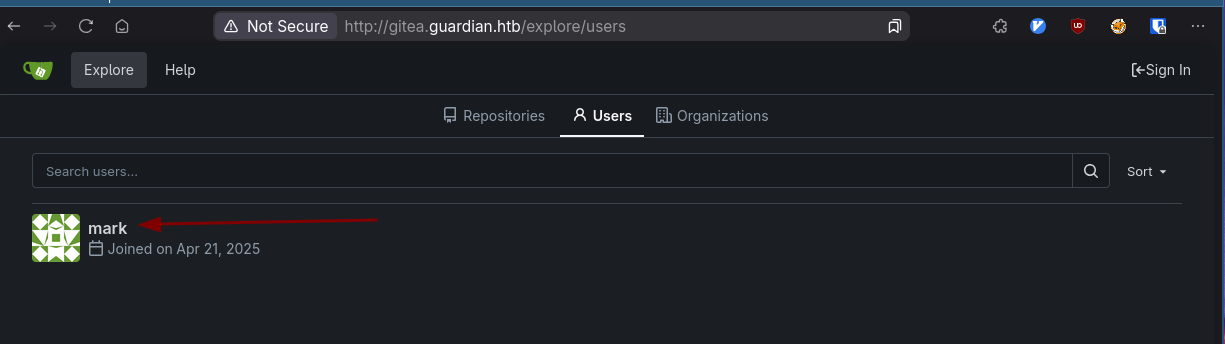 Not Secure http://gitea.guardian.htb/explore/users
Explore Help Sign In
Repositories Users Organizations
Search users... Sort
mark
Joined on Apr 21, 2025